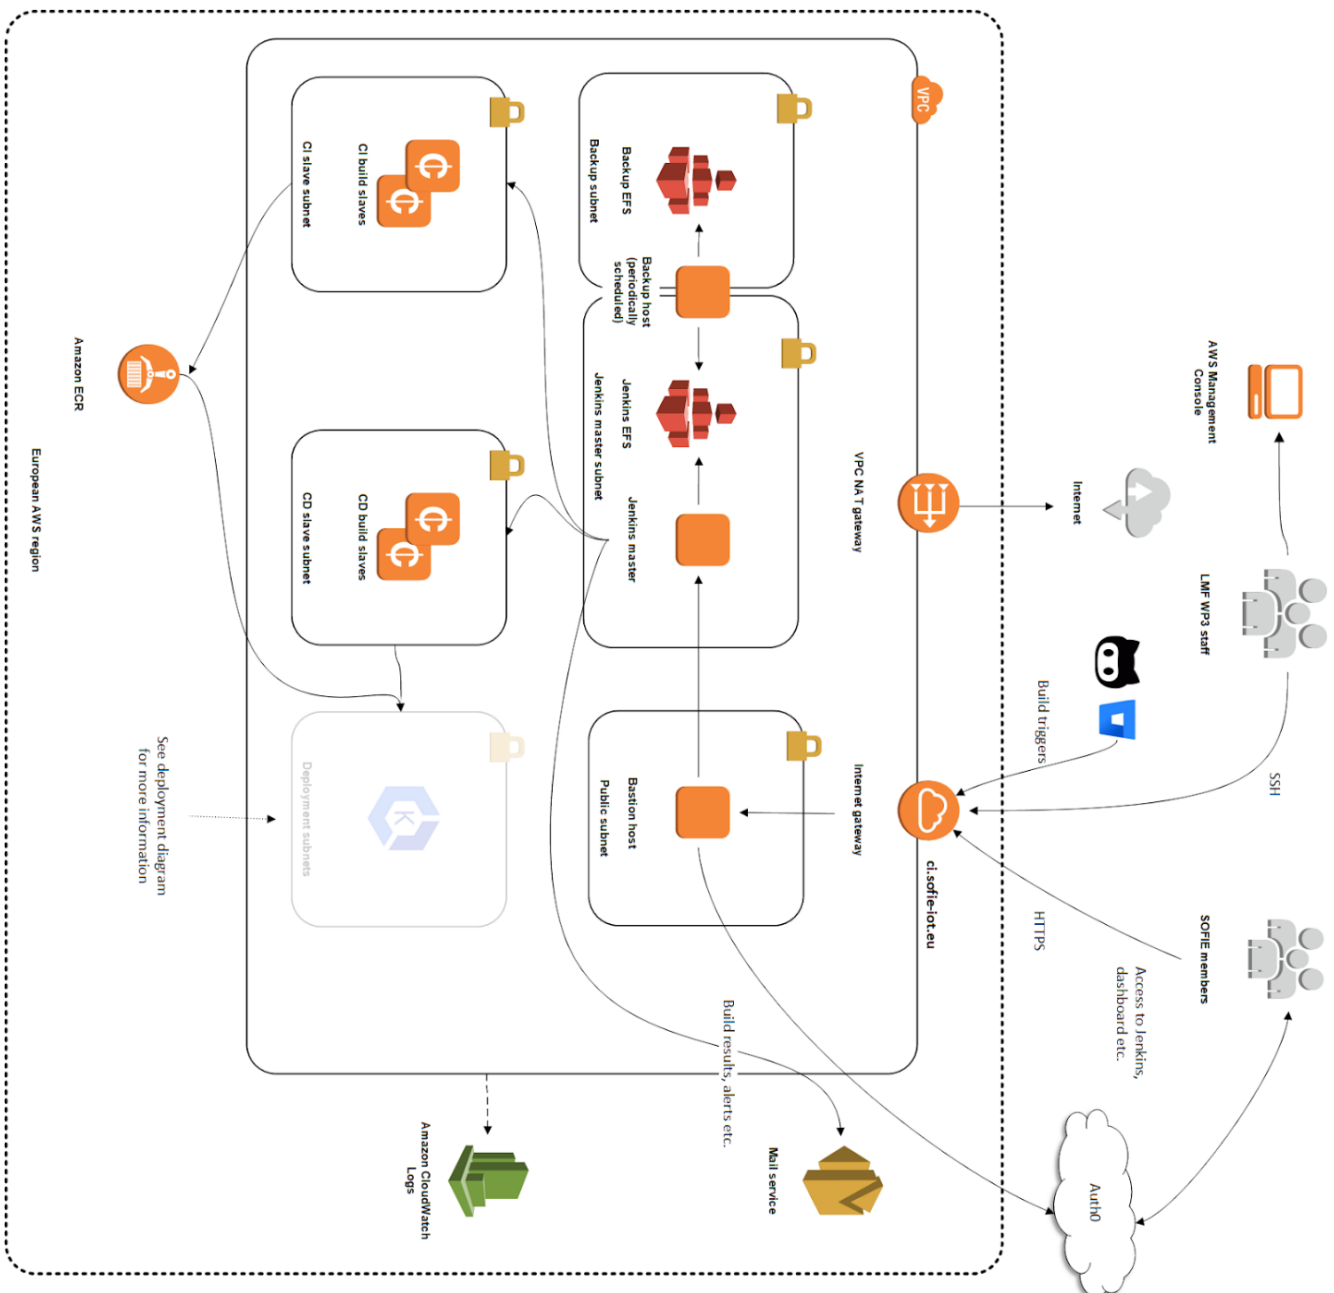 AWS Management
Console
LMF WP3 staff
SSH
SOFIE members
Access to Jenkins,
dashboard etc.
Internet
Build triggers
HTTPS
Auth0
VPC
ci.sofie-iot.eu
VPC NAT gateway
Internet gateway
Mail service
Build results, alerts etc.
Backup EFS
Backup subnet
Backup host
(periodically
scheduled)
Jenkins EFS
Jenkins master
Jenkins master subnet
Bastion host
Public subnet
Amazon CloudWatch
Logs
CI build slaves
CI slave subnet
CD build slaves
CD slave subnet
K
Deployment subnets
See deployment diagram
for more information
Amazon ECR
European AWS region